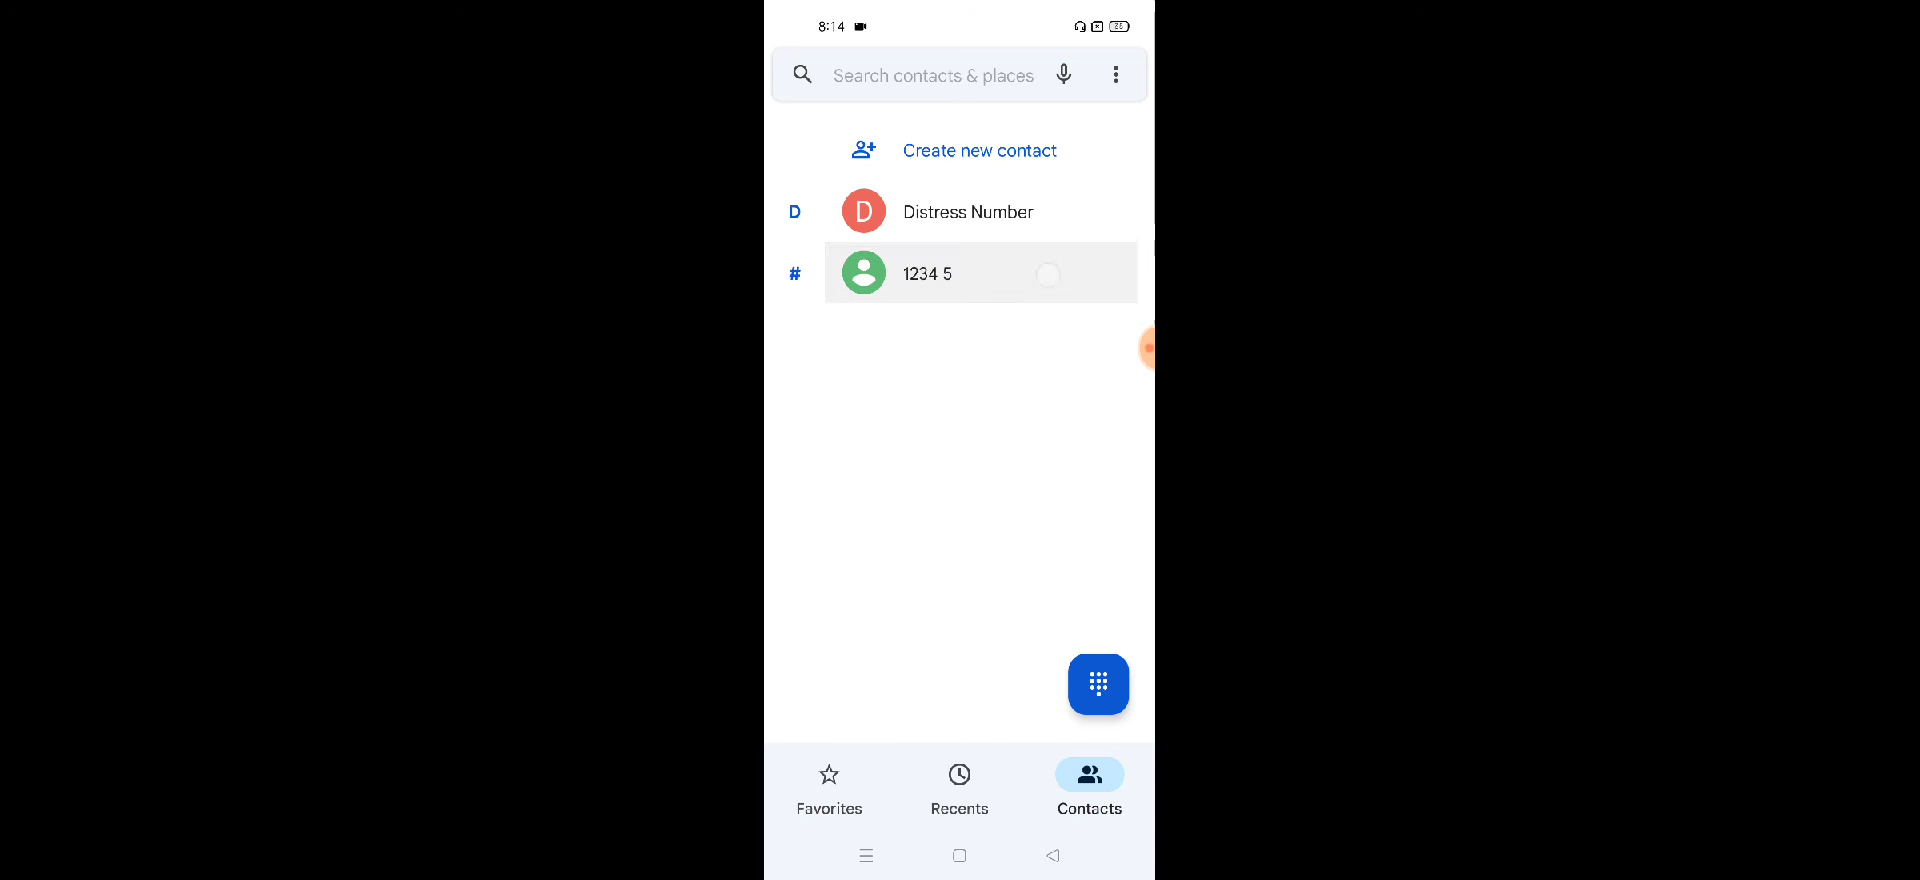 8:14
Search contacts & places
Create new contact
D
D
Distress Number
#
1234 5
Favorites
Recents
Contacts